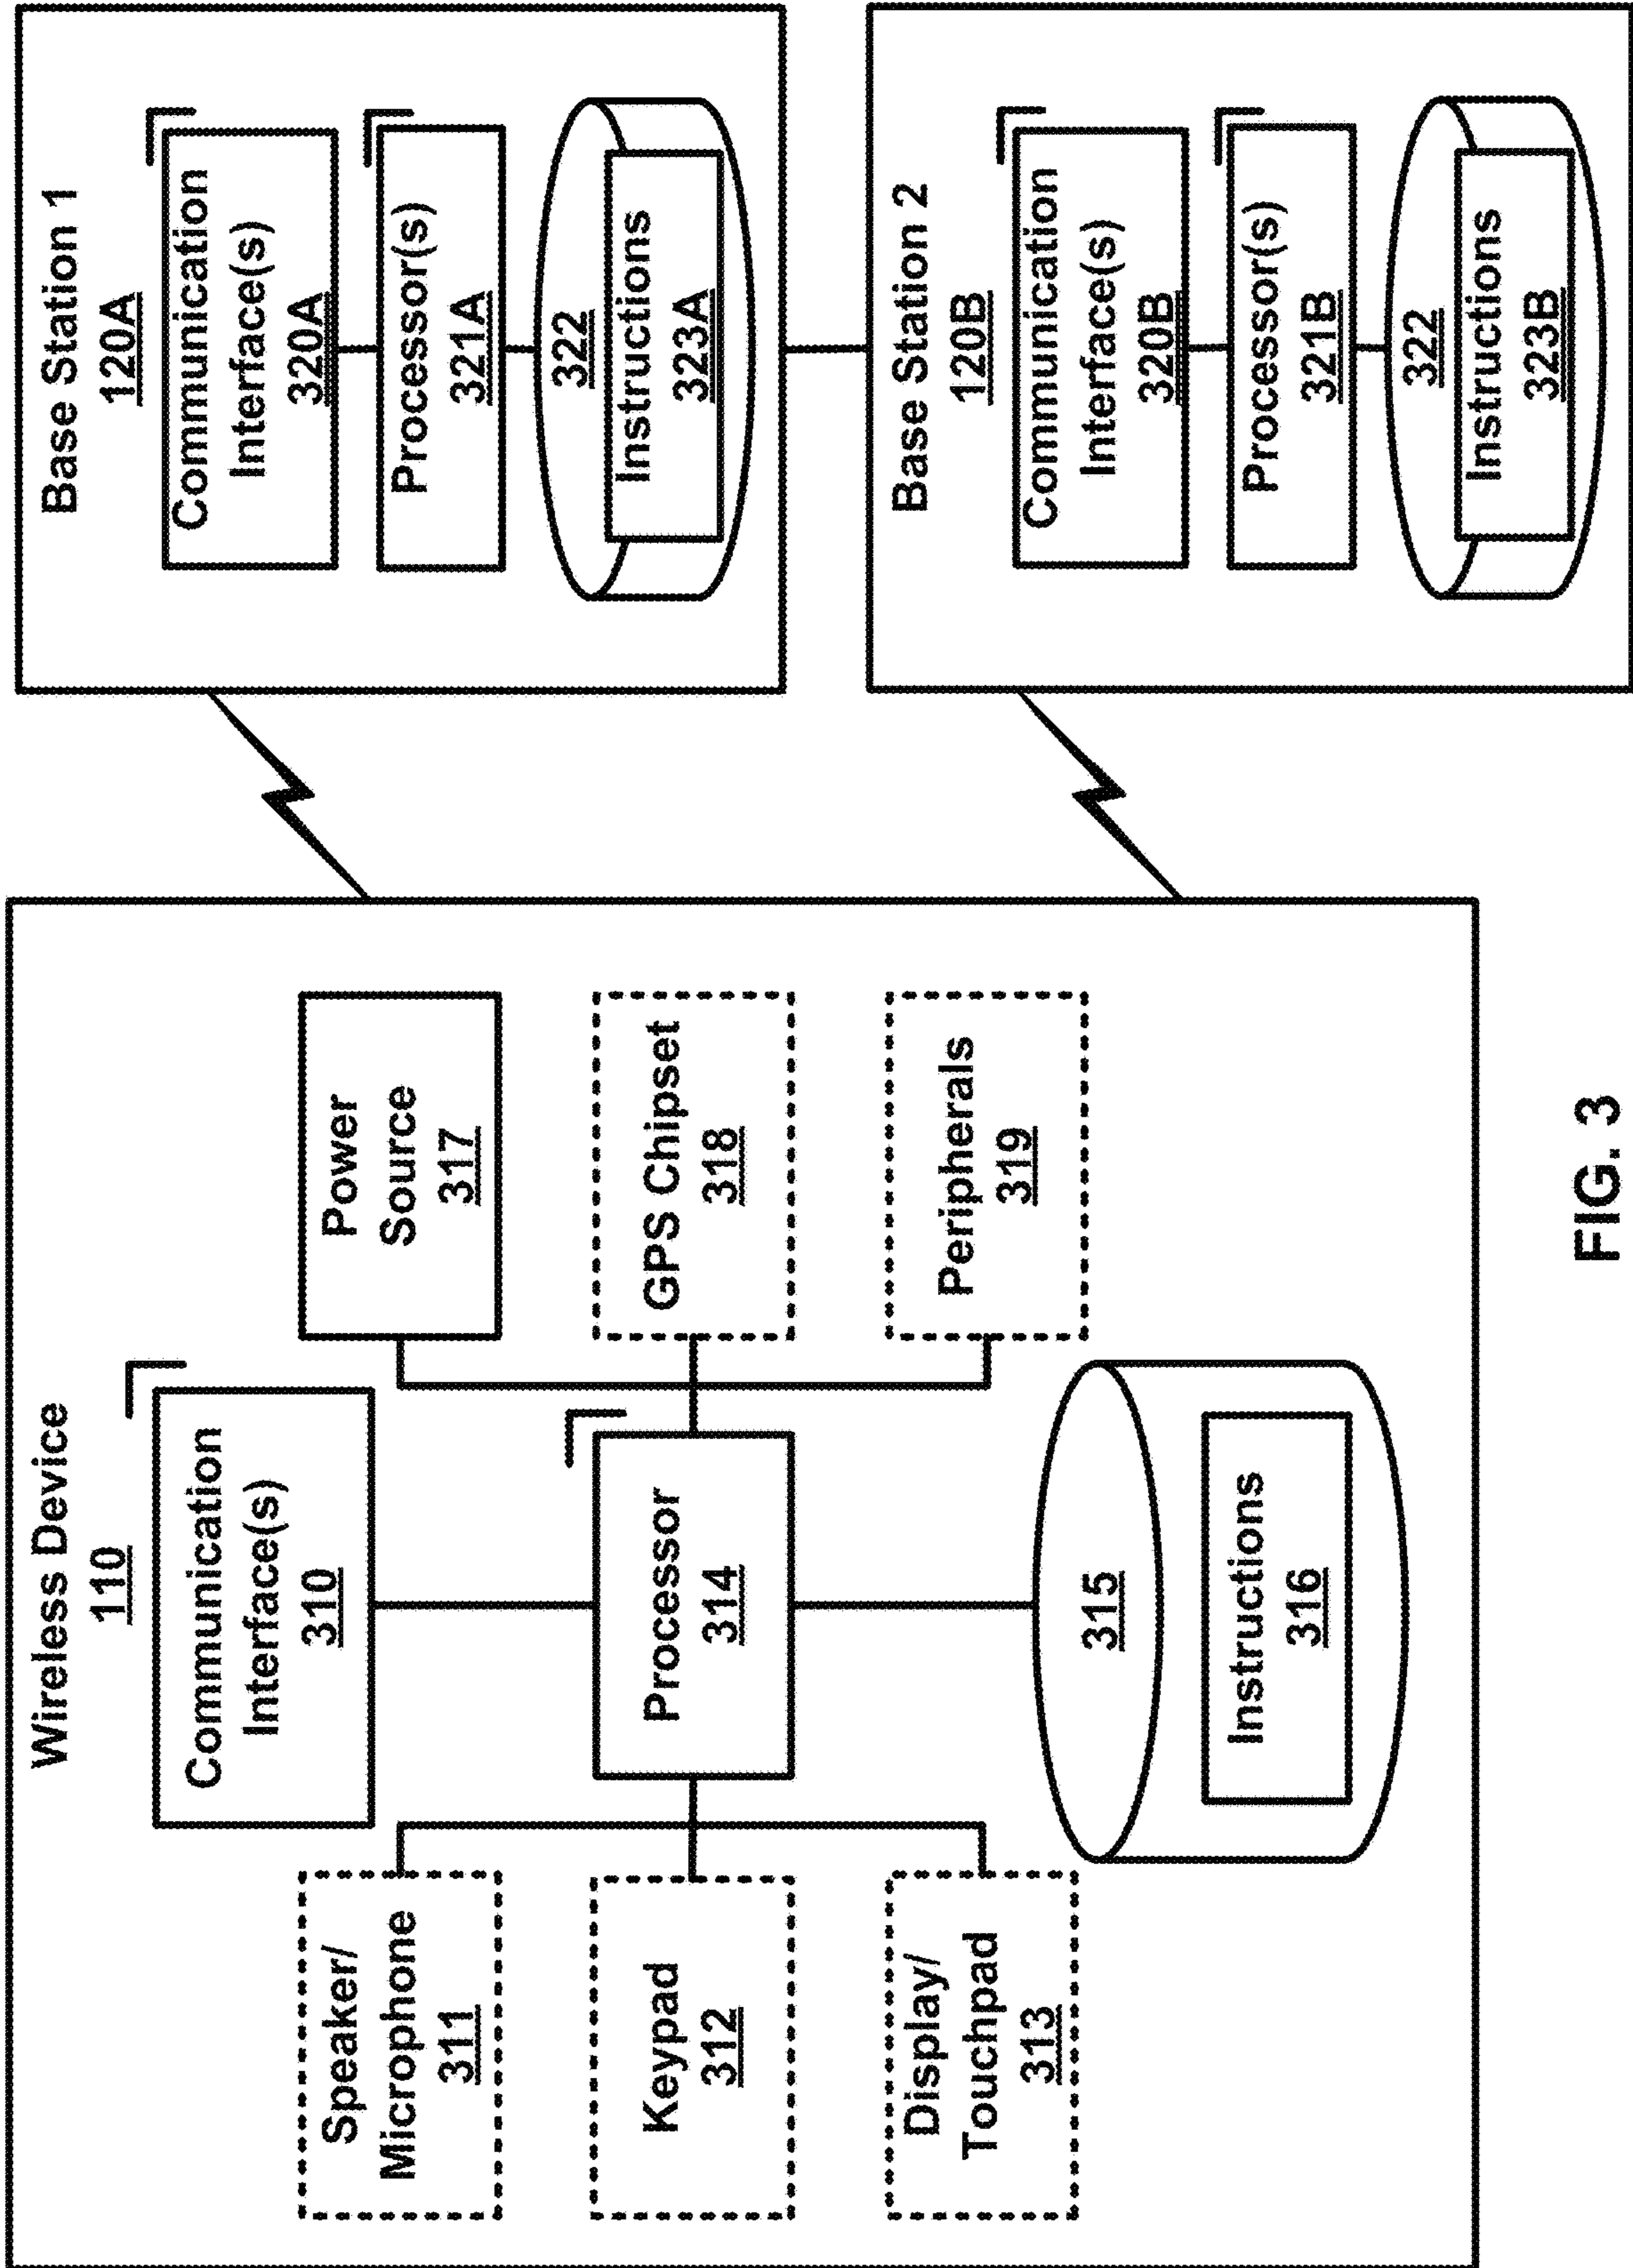 Wireless Device
110
Communication
Interface(s)
310
Speaker/
Microphone
311
Keypad
312
Display/
Touchpad
313
Processor
314
Power
Source
317
GPS Chipset
318
Peripherals
319
315
Instructions
316
Base Station 1
120A
Communication
Interface(s)
320A
Processor(s)
321A
322
Instructions
323A
Base Station 2
120B
Communication
Interface(s)
320B
Processor(s)
321B
322
Instructions
323B
FIG. 3